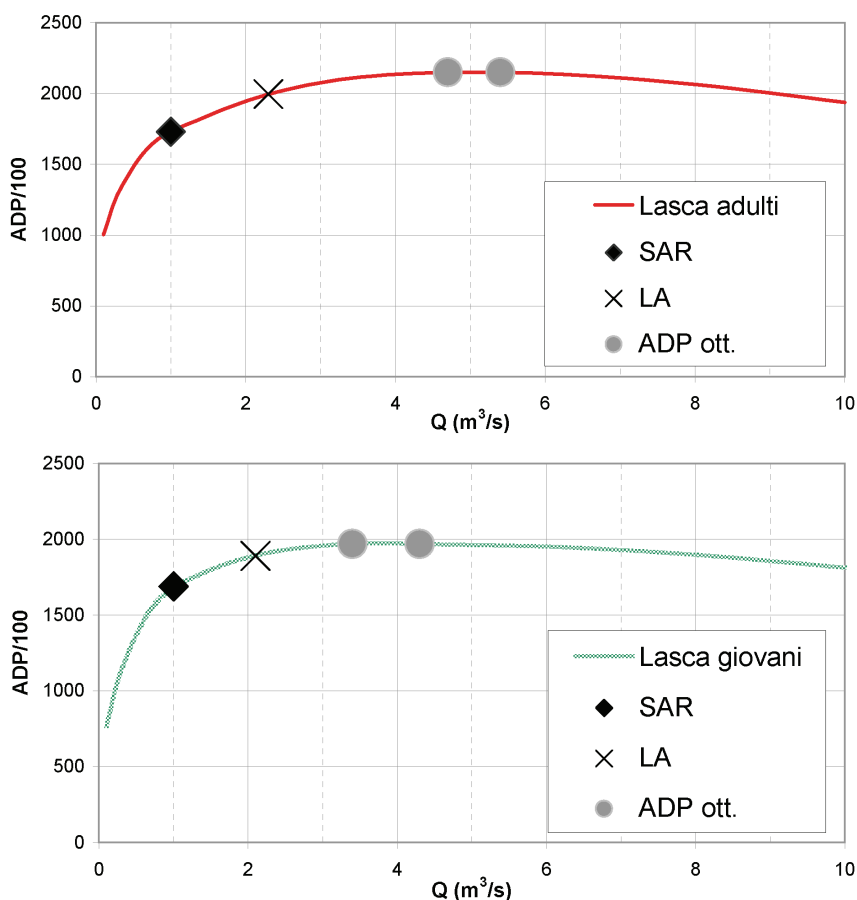 2500
2000
1500
1000
500
0
ADP/100
0 2 4 6 8 10
Q (m³/s)
Lasca adulti
SAR
LA
ADP ott.
2500
2000
1500
1000
500
0
ADP/100
0 2 4 6 8 10
Q (m³/s)
Lasca giovani
SAR
LA
ADP ott.